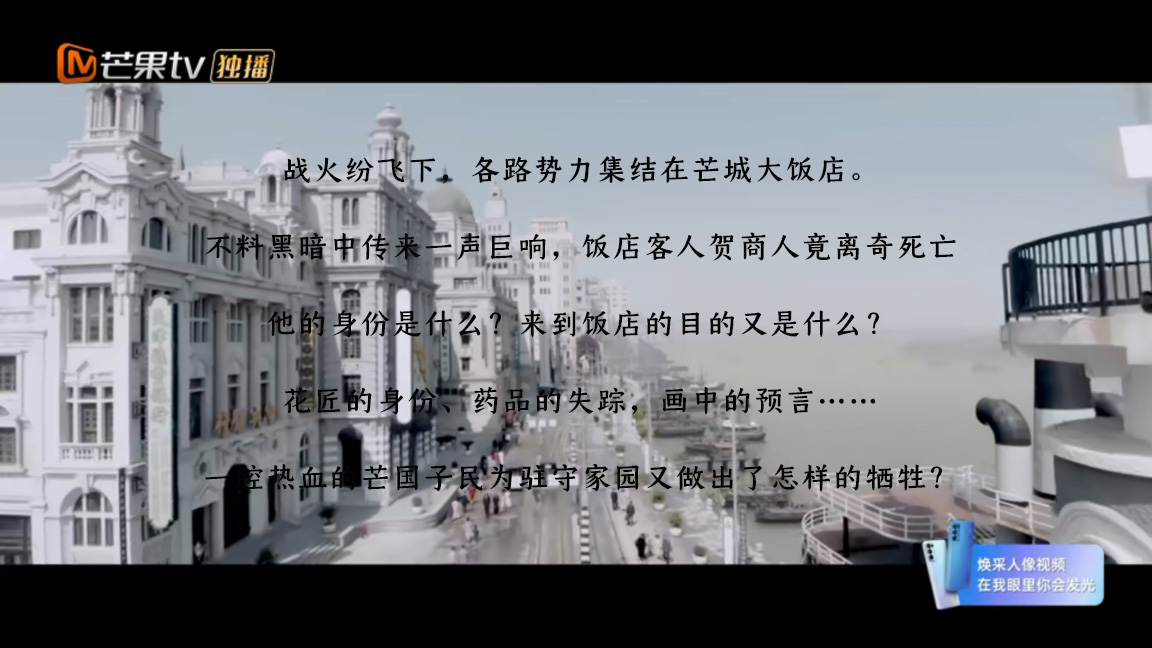 芒果tv 独播
战火纷飞下，各路势力集结在芒城大饭店。
不料黑暗中传来一声巨响，饭店客人贺商人竟离奇死亡
他的身份是什么？来到饭店的目的又是什么？
花匠的身份、药品的失踪，画中的预言……
一腔热血的芒国子民为驻守家园又做出了怎样的牺牲？
焕采人像视频
在我眼里你会发光